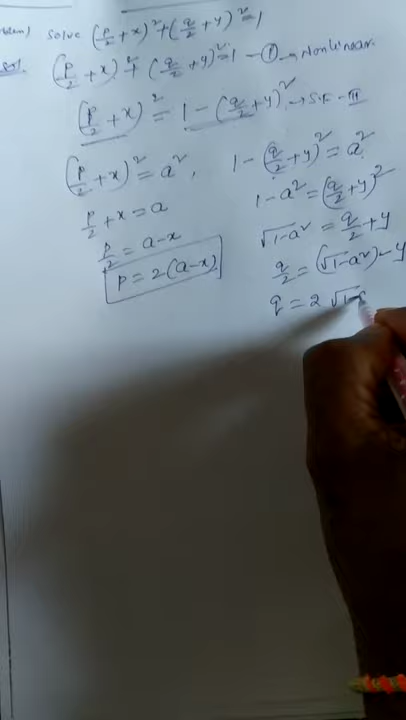 Problem) Solve (p/2 + x)² + (q/2 + y)² = 1
Sol. (p/2 + x)² + (q/2 + y)² = 1 — ① → Nonlinear.
(p/2 + x)² = 1 - (q/2 + y)² → S.F - III
(p/2 + x)² = a², 1 - (q/2 + y)² = a²
p/2 + x = a 1 - a² = (q/2 + y)²
p/2 = a - x √1-a² = q/2 + y
p = 2(a - x) q/2 = (√1-a²) - y
q = 2 √1-